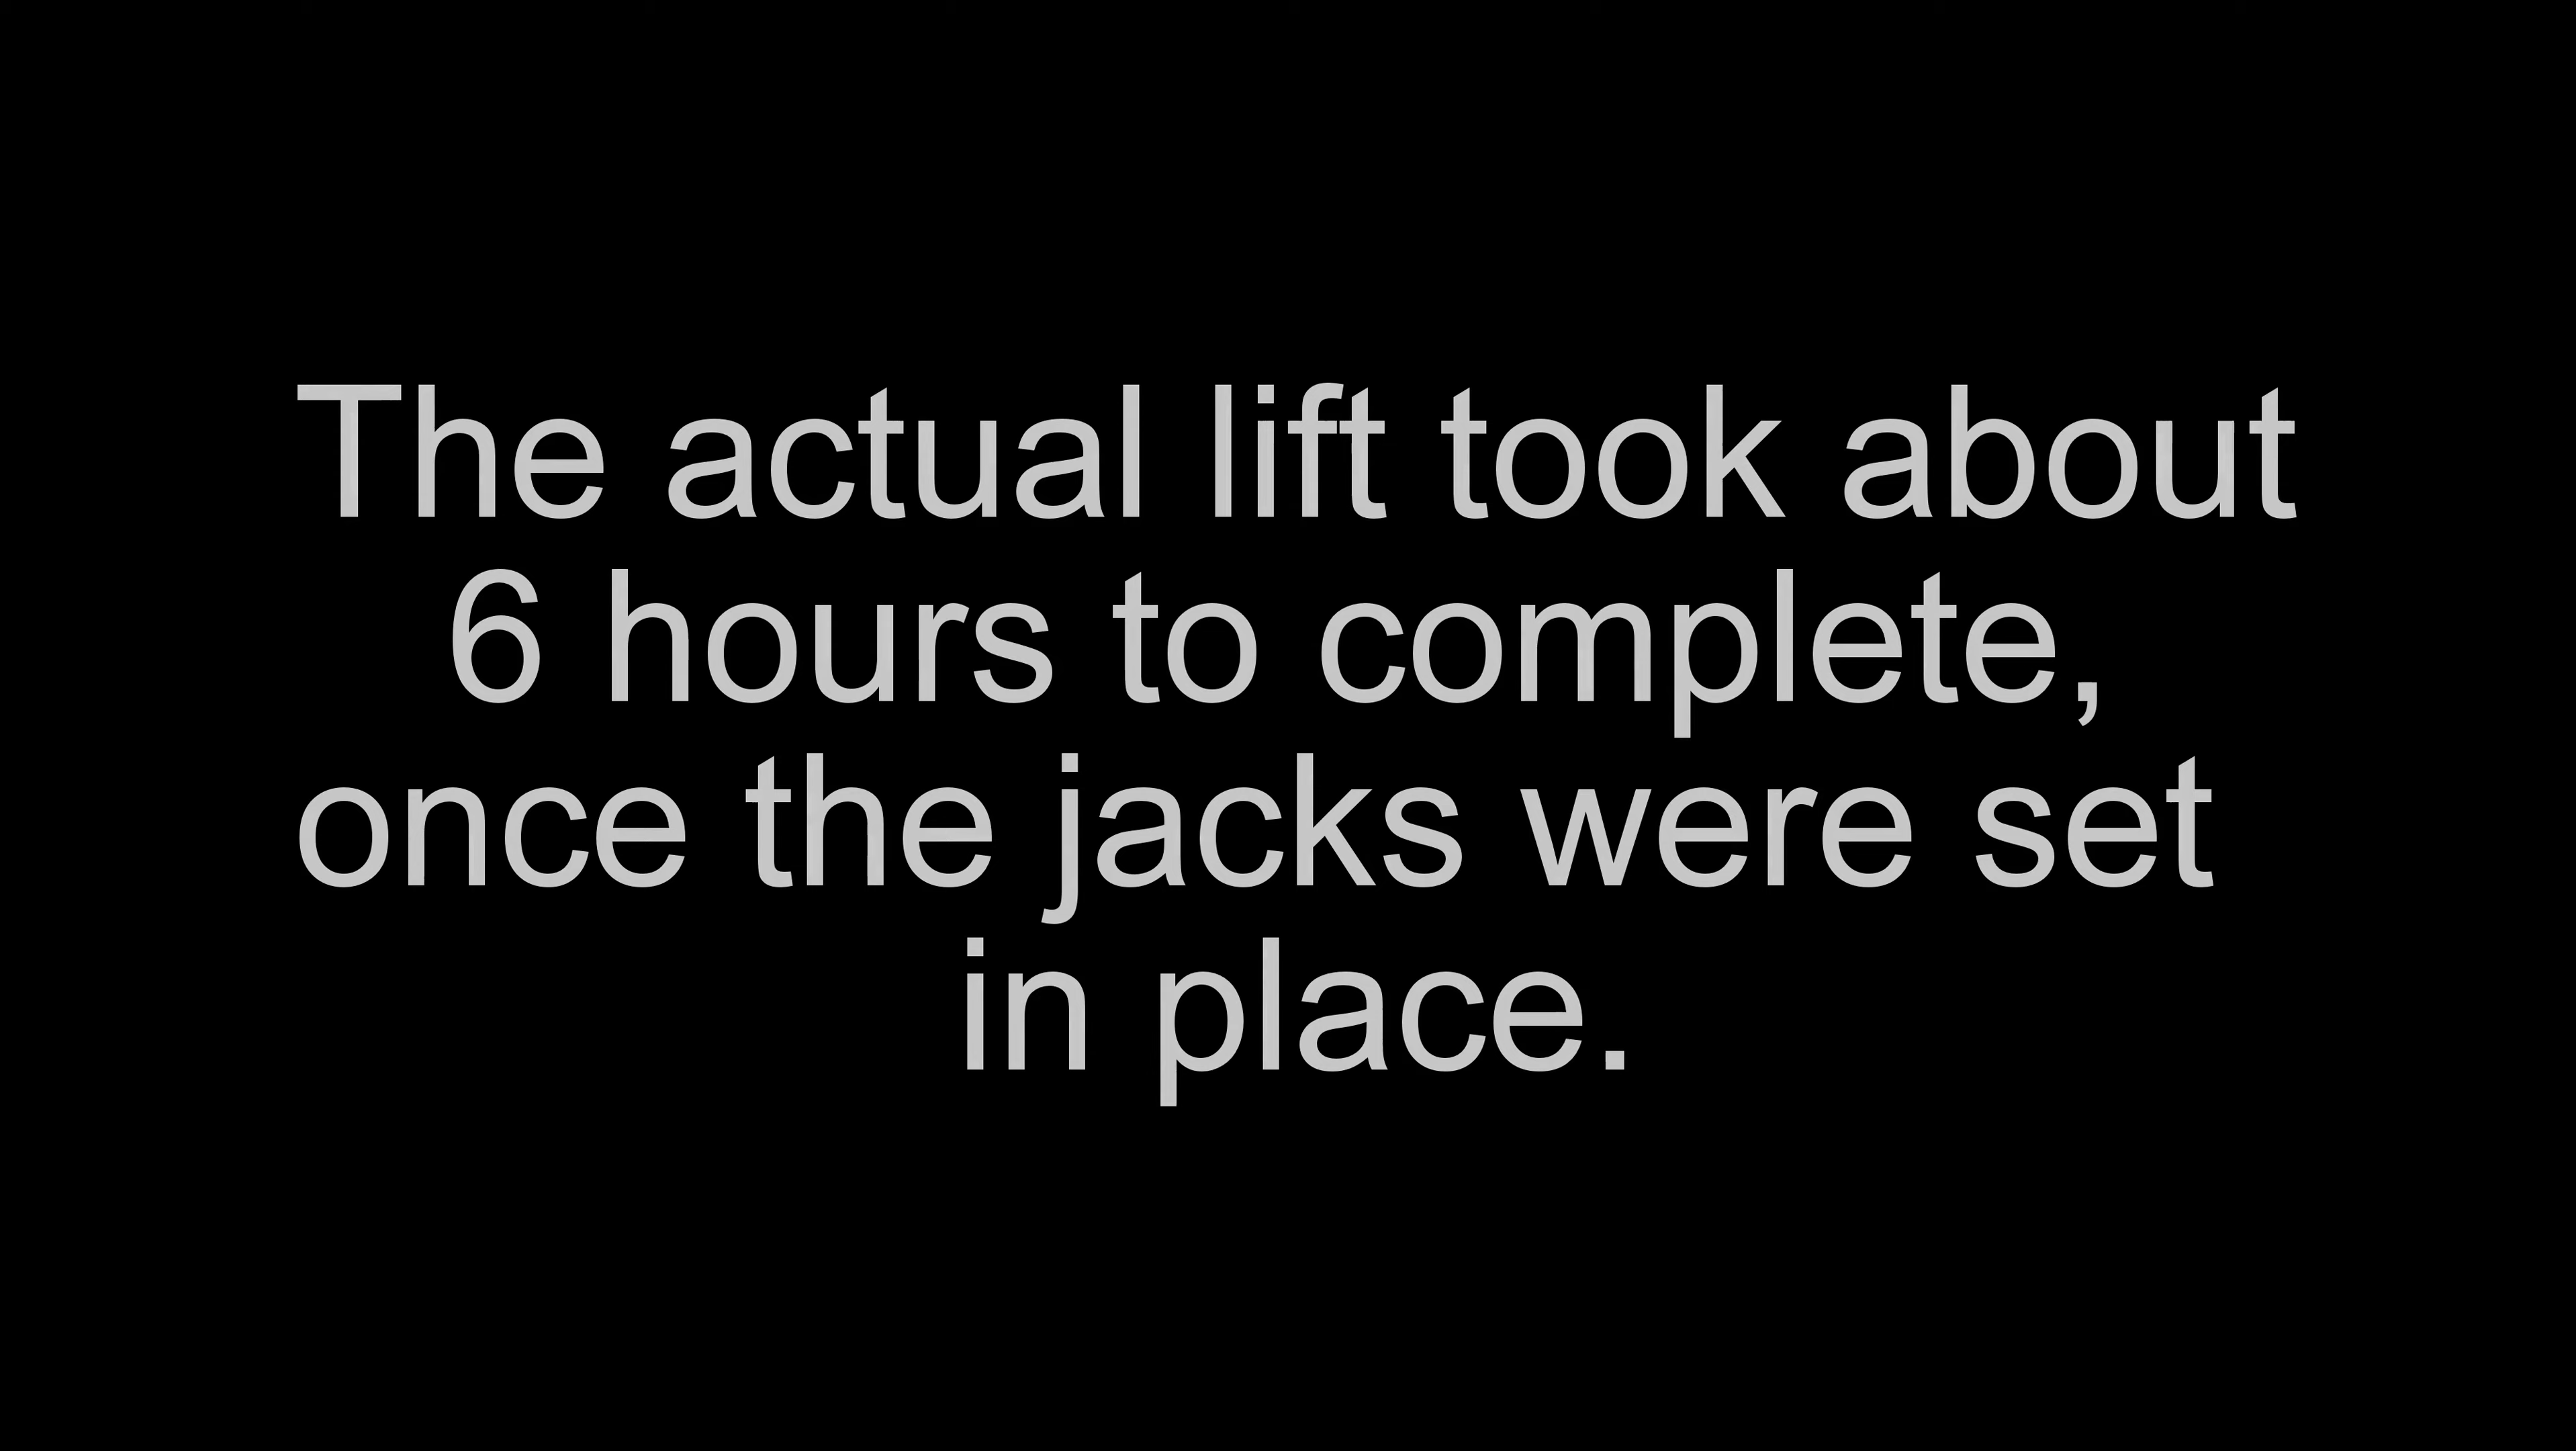 The actual lift took about
6 hours to complete,
once the jacks were set
in place.